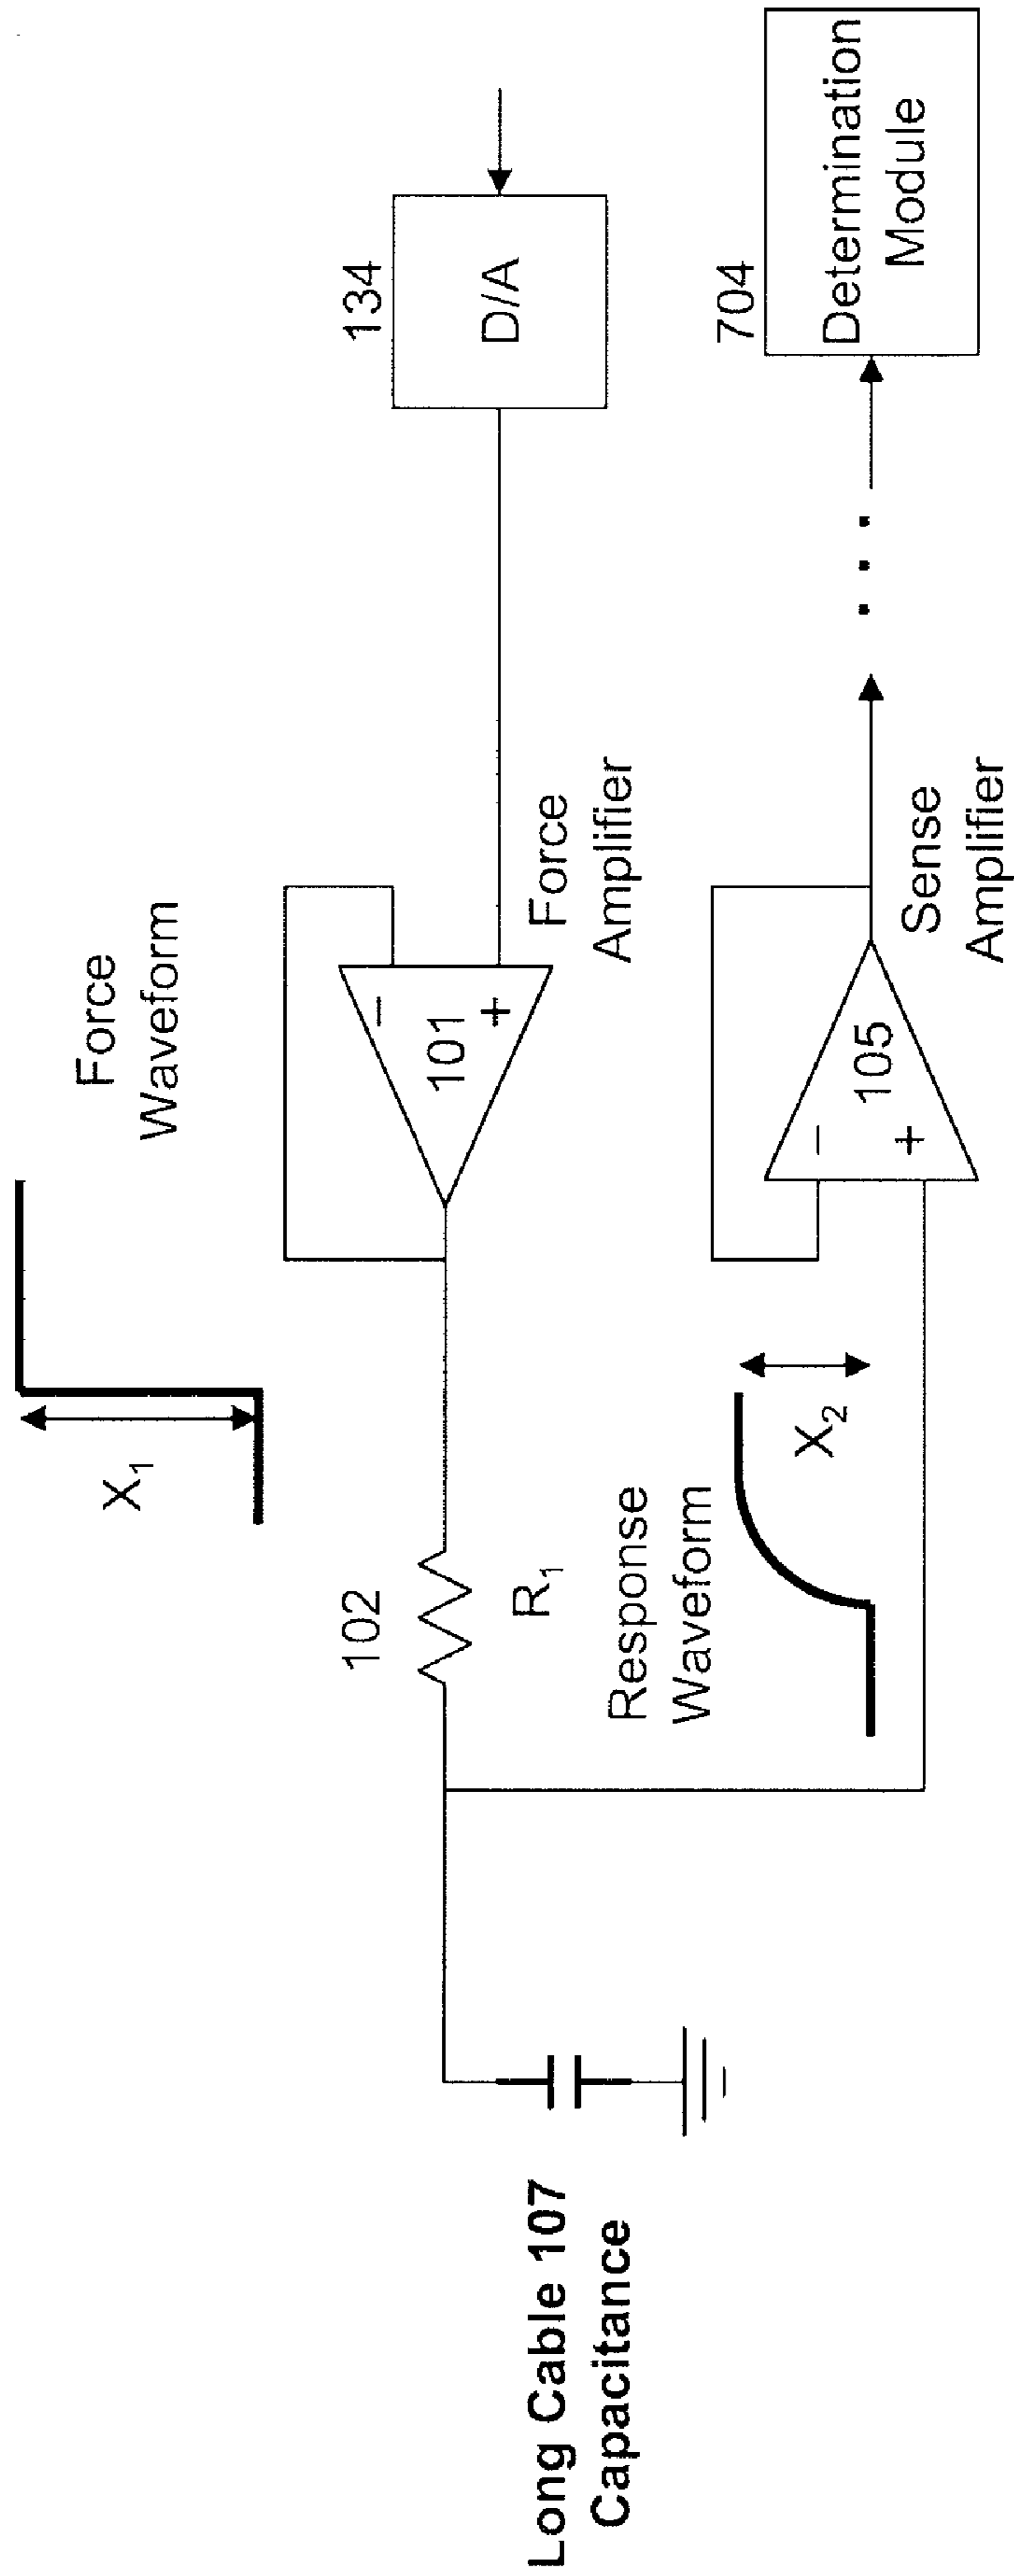 Force
Waveform
X1
102
R1
–
101
+
Force
Amplifier
134
D/A
Long Cable 107
Capacitance
Response
Waveform
X2
–
105
+
Sense
Amplifier
. . .
704
Determination
Module